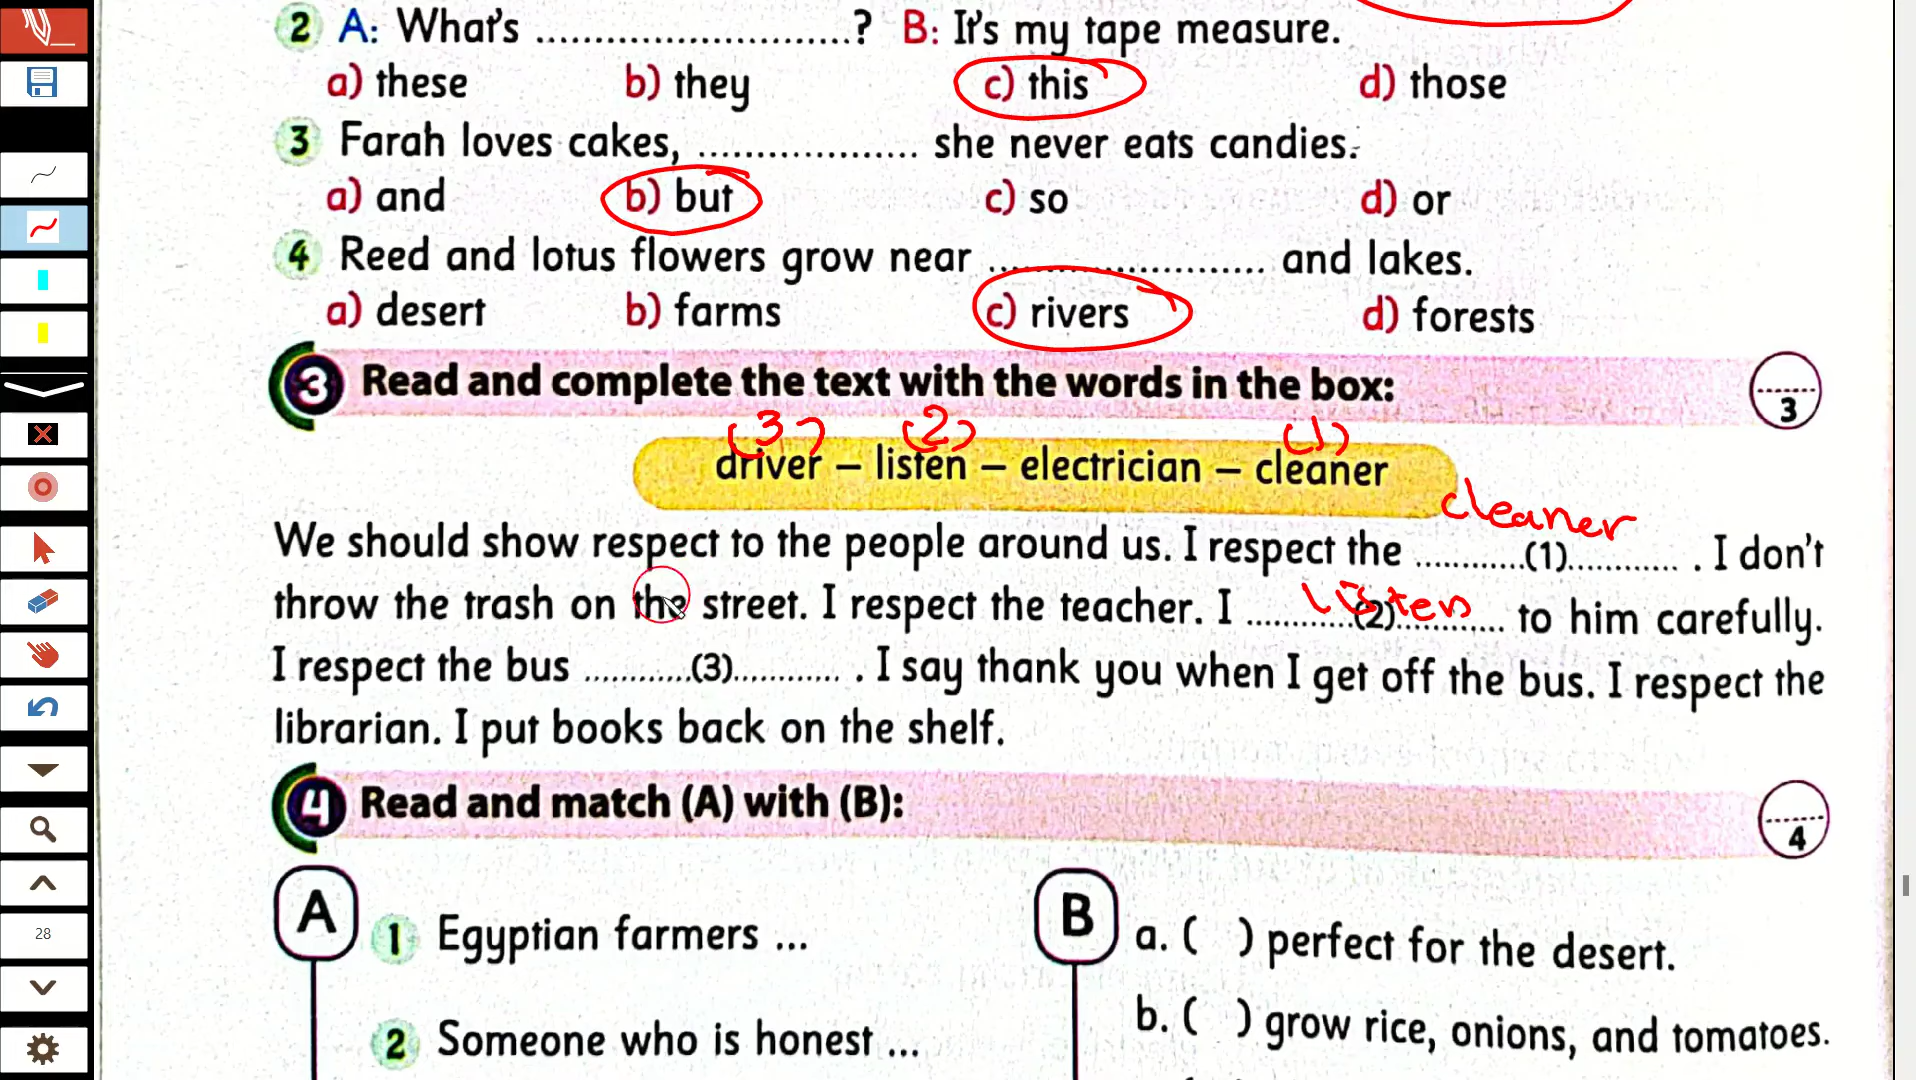 2 A: What's ..............................? B: It's my tape measure.
a) these b) they c) this d) those
3 Farah loves cakes, ..................... she never eats candies.
a) and b) but c) so d) or
4 Reed and lotus flowers grow near .......................... and lakes.
a) desert b) farms c) rivers d) forests
3 Read and complete the text with the words in the box:
3
(3) (2) (1)
driver – listen – electrician – cleaner
cleaner
We should show respect to the people around us. I respect the ............(1)............ . I don't
listen
throw the trash on the street. I respect the teacher. I ............(2)............ to him carefully.
I respect the bus ............(3)............ . I say thank you when I get off the bus. I respect the
librarian. I put books back on the shelf.
4 Read and match (A) with (B):
4
A B
1 Egyptian farmers ... a. ( ) perfect for the desert.
2 Someone who is honest ... b. ( ) grow rice, onions, and tomatoes.
28